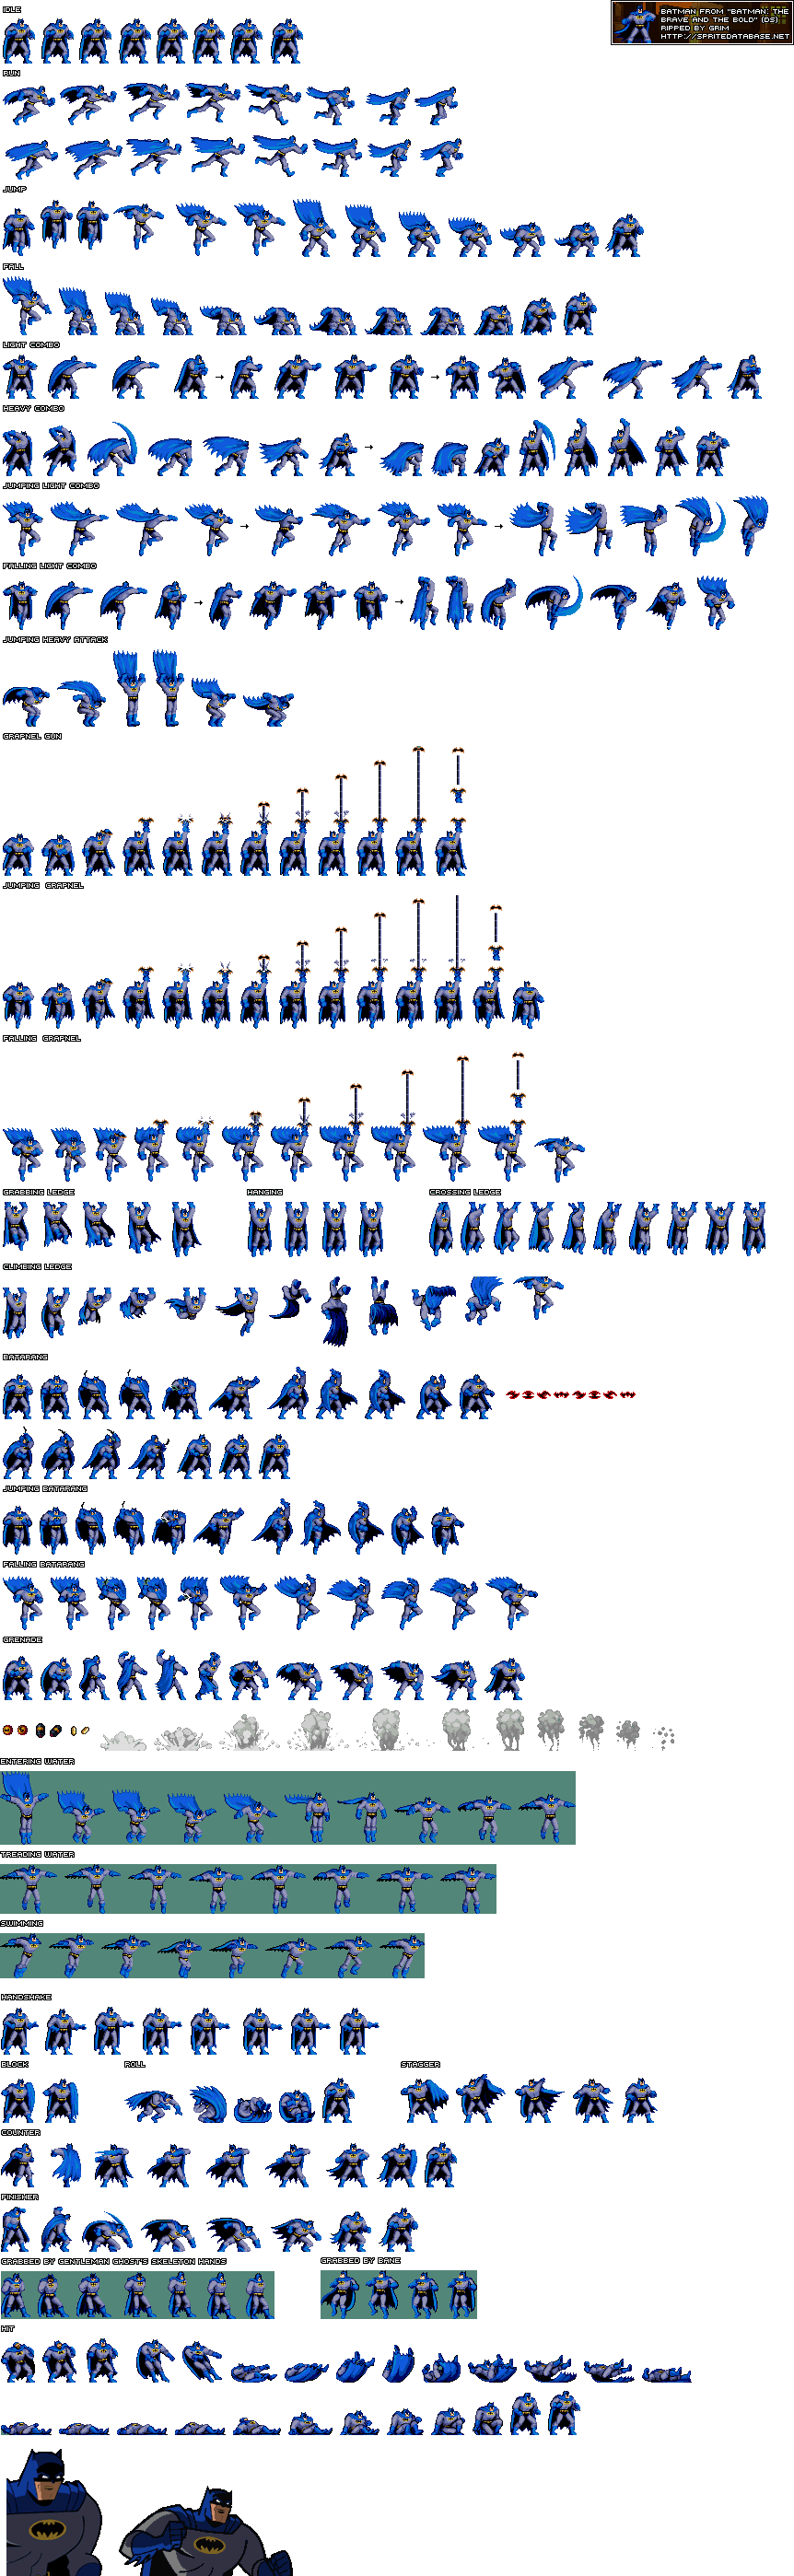 IDLE
BATMAN FROM "BATMAN: THE
BRAVE AND THE BOLD" (DS)
RIPPED BY GRIM
HTTP://SPRITEDATABASE.NET
RUN
JUMP
FALL
LIGHT COMBO
HEAVY COMBO
JUMPING LIGHT COMBO
FALLING LIGHT COMBO
JUMPING HEAVY ATTACK
GRAPNEL GUN
JUMPING GRAPNEL
FALLING GRAPNEL
GRABBING LEDGE
HANGING
CROSSING LEDGE
CLIMBING LEDGE
BATARANG
JUMPING BATARANG
FALLING BATARANG
GRENADE
ENTERING WATER
TREADING WATER
SWIMMING
HANDSHAKE
BLOCK
ROLL
STAGGER
COUNTER
FINISHER
GRABBED BY GENTLEMAN GHOST'S SKELETON HANDS
GRABBED BY BANE
HIT